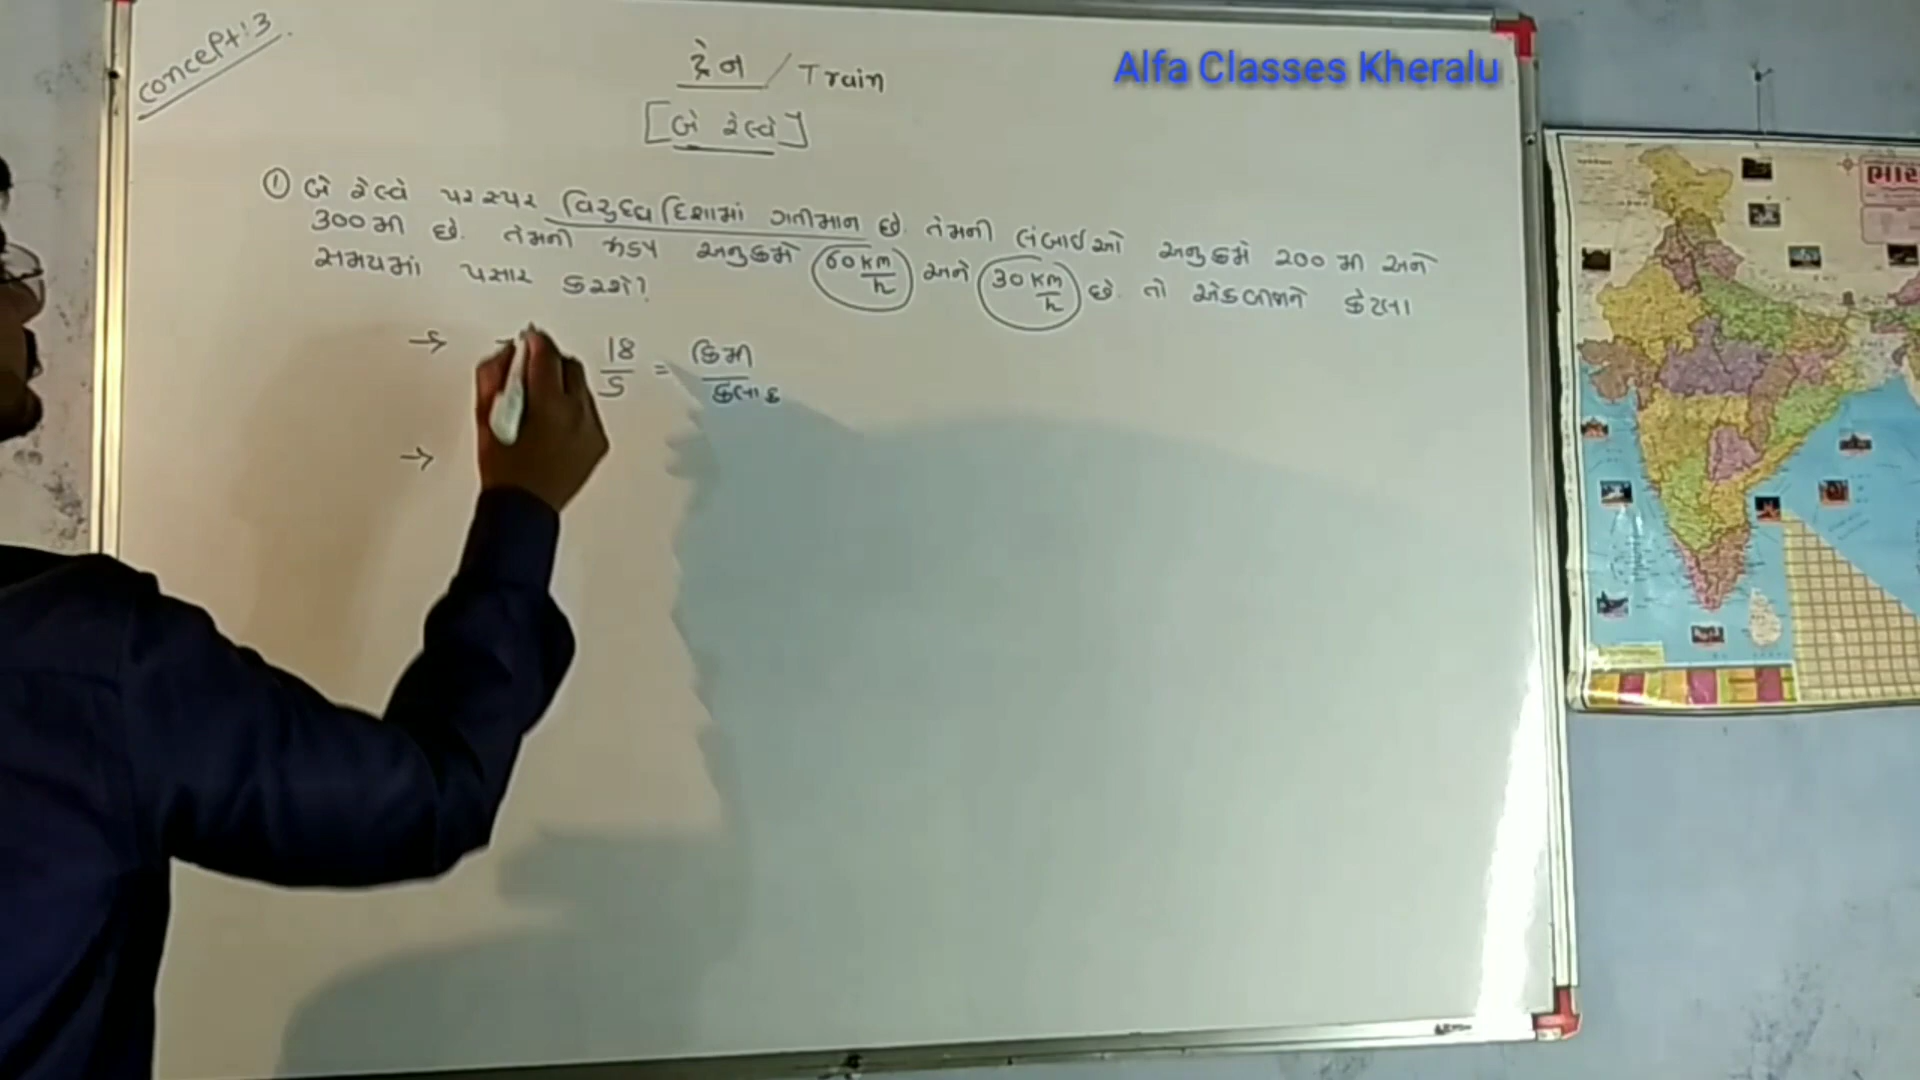 concept:3
ટ્રેન / Train
Alfa Classes Kheralu
[બે રેલ્વે]
① બે રેલ્વે પરસ્પર વિરુદ્ધ દિશામાં ગતીમાન છે. તેમની લંબાઈઓ અનુક્રમે 200 મી અને
300 મી છે. તેમની ઝડપ અનુક્રમે 60 km/h અને 30 km/h છે. તો એકબીજાને કેટલા
સમયમાં પસાર કરશે?
→ 18/5 = કિમી/કલાક
→
ભાર